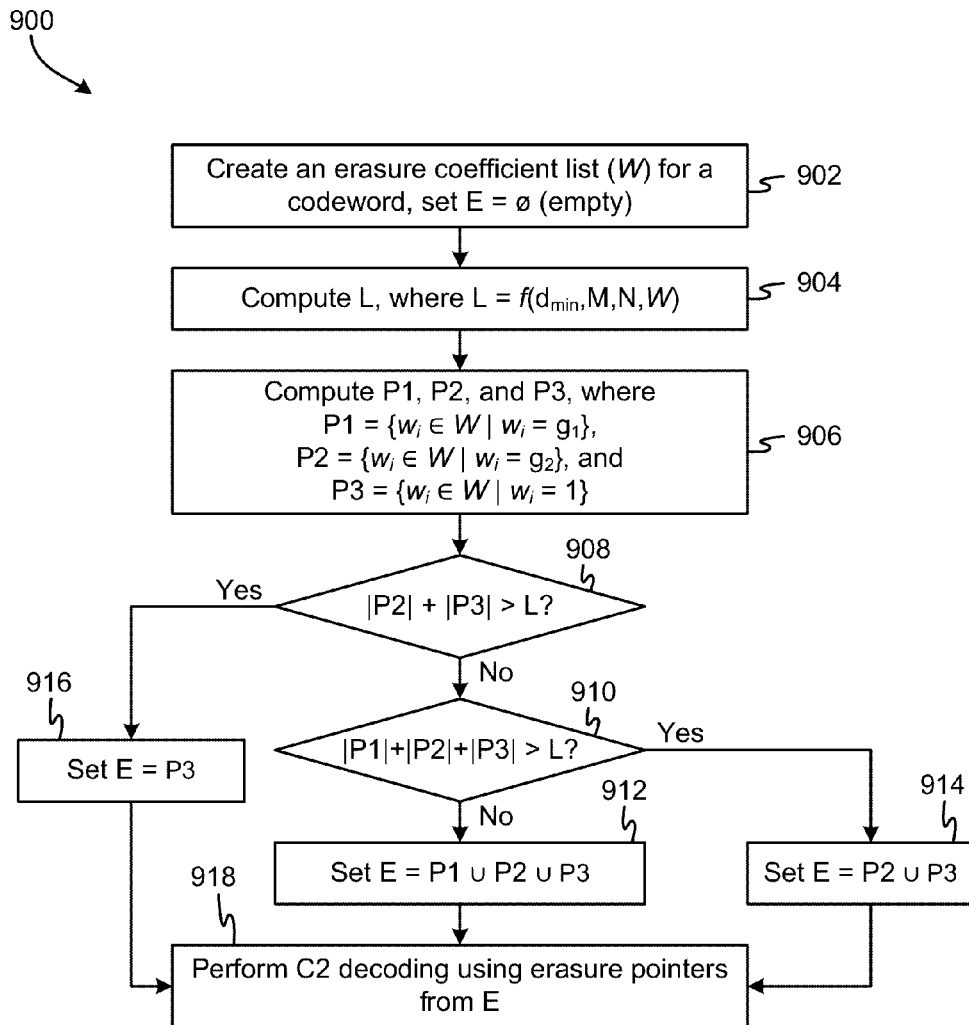 900
Create an erasure coefficient list (W) for a
codeword, set E = ø (empty)
902
Compute L, where L = f(dmin,M,N,W)
904
Compute P1, P2, and P3, where
P1 = {wi ∈ W | wi = g1},
P2 = {wi ∈ W | wi = g2}, and
P3 = {wi ∈ W | wi = 1}
906
908
Yes
|P2| + |P3| > L?
No
916
910
Set E = P3
|P1|+|P2|+|P3| > L?
Yes
No
912
914
Set E = P1 ∪ P2 ∪ P3
Set E = P2 ∪ P3
918
Perform C2 decoding using erasure pointers
from E